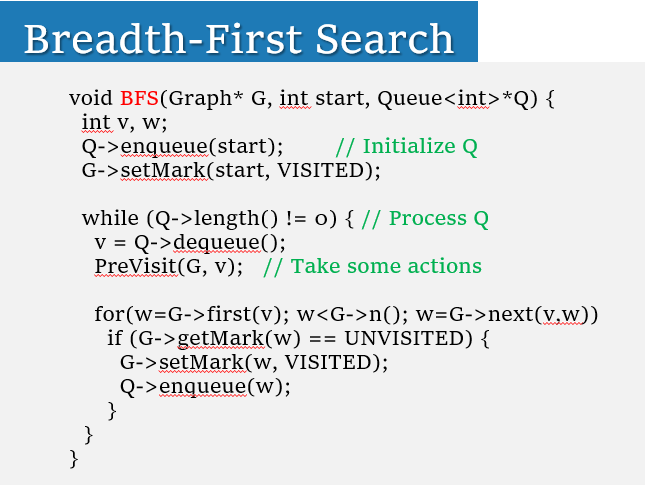 Breadth-First Search
void BFS(Graph* G, int start, Queue<int>*Q) {
int v, w;
Q->enqueue(start); // Initialize Q
G->setMark(start, VISITED);
while (Q->length() != 0) { // Process Q
v = Q->dequeue();
PreVisit(G, v); // Take some actions
for(w=G->first(v); w<G->n(); w=G->next(v,w))
if (G->getMark(w) == UNVISITED) {
G->setMark(w, VISITED);
Q->enqueue(w);
}
}
}